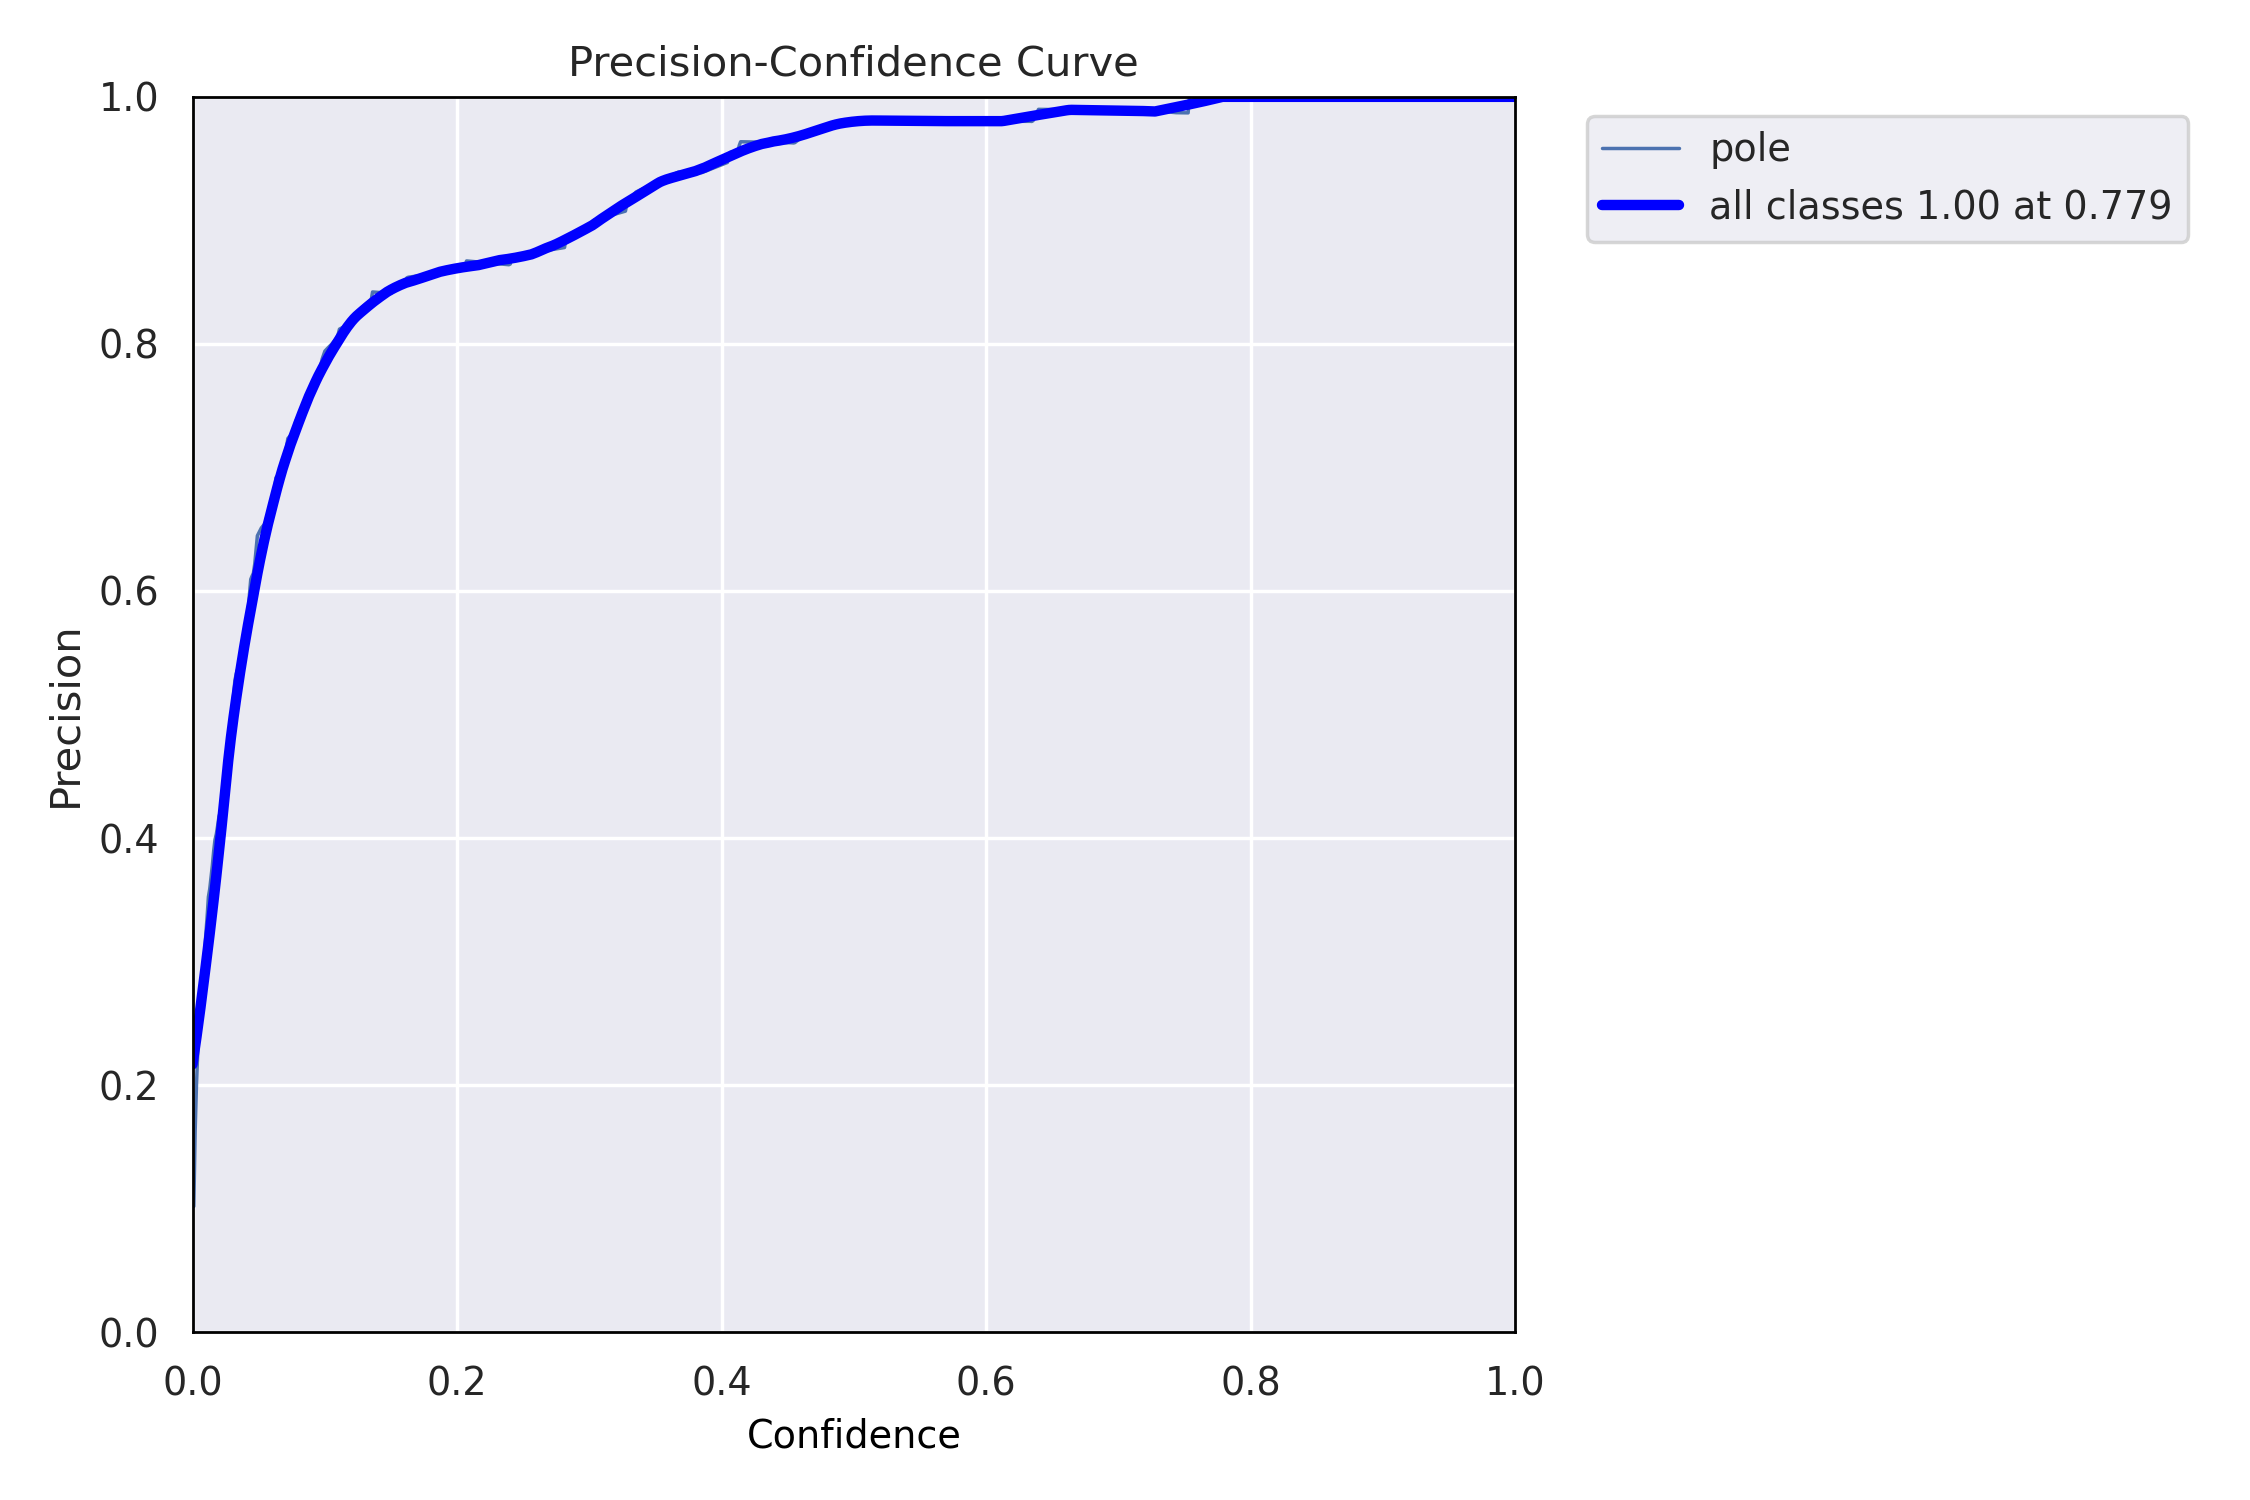 Precision-Confidence Curve
1.0
0.8
0.6
0.4
0.2
0.0
Precision
0.0 0.2 0.4 0.6 0.8 1.0
Confidence
pole
all classes 1.00 at 0.779